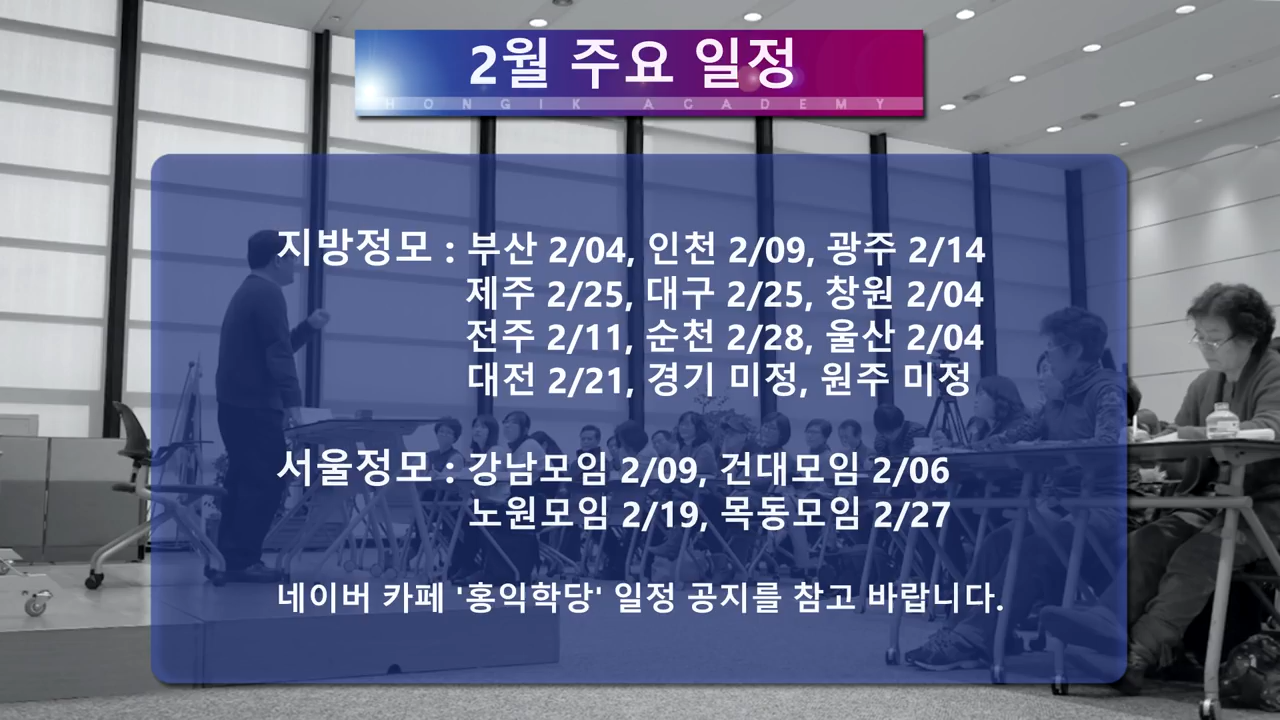 2월 주요 일정
HONGIK ACADEMY
지방정모 : 부산 2/04, 인천 2/09, 광주 2/14
제주 2/25, 대구 2/25, 창원 2/04
전주 2/11, 순천 2/28, 울산 2/04
대전 2/21, 경기 미정, 원주 미정
서울정모 : 강남모임 2/09, 건대모임 2/06
노원모임 2/19, 목동모임 2/27
네이버 카페 '홍익학당' 일정 공지를 참고 바랍니다.